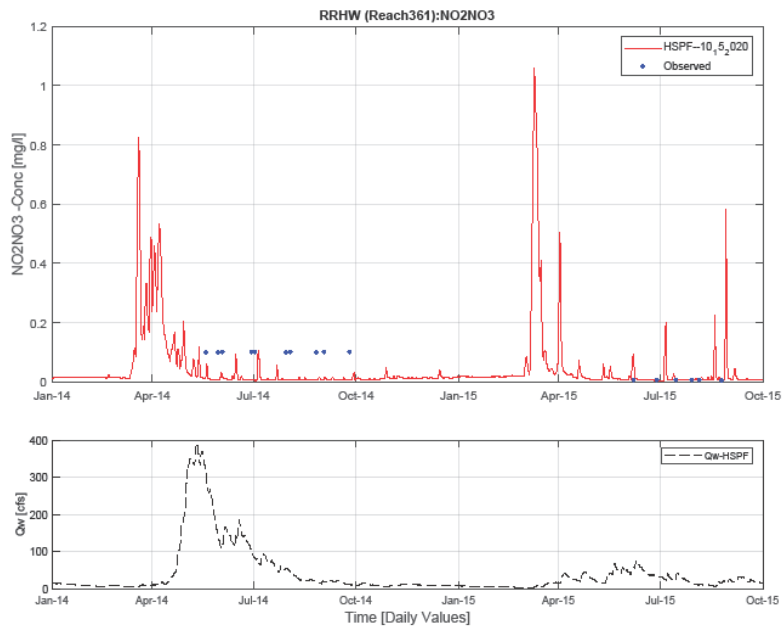 RRHW (Reach361):NO2NO3
HSPF--10₁5₂020
Observed
NO2NO3 -Conc [mg/l]
1.2
1
0.8
0.6
0.4
0.2
0
Jan-14 Apr-14 Jul-14 Oct-14 Jan-15 Apr-15 Jul-15 Oct-15
Qw-HSPF
Qw [cfs]
400
300
200
100
0
Jan-14 Apr-14 Jul-14 Oct-14 Jan-15 Apr-15 Jul-15 Oct-15
Time [Daily Values]